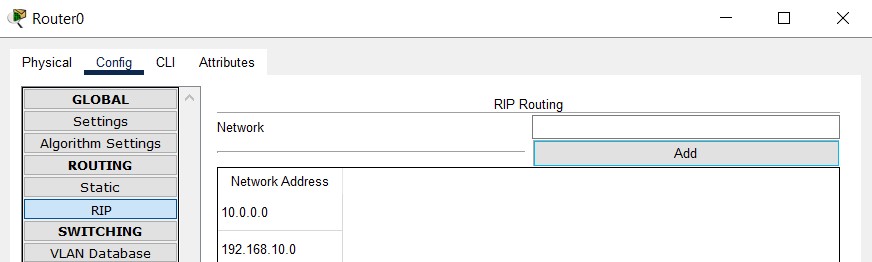 Router0
Physical Config CLI Attributes
GLOBAL
Settings
Algorithm Settings
ROUTING
Static
RIP
SWITCHING
VLAN Database
RIP Routing
Network
Add
Network Address
10.0.0.0
192.168.10.0